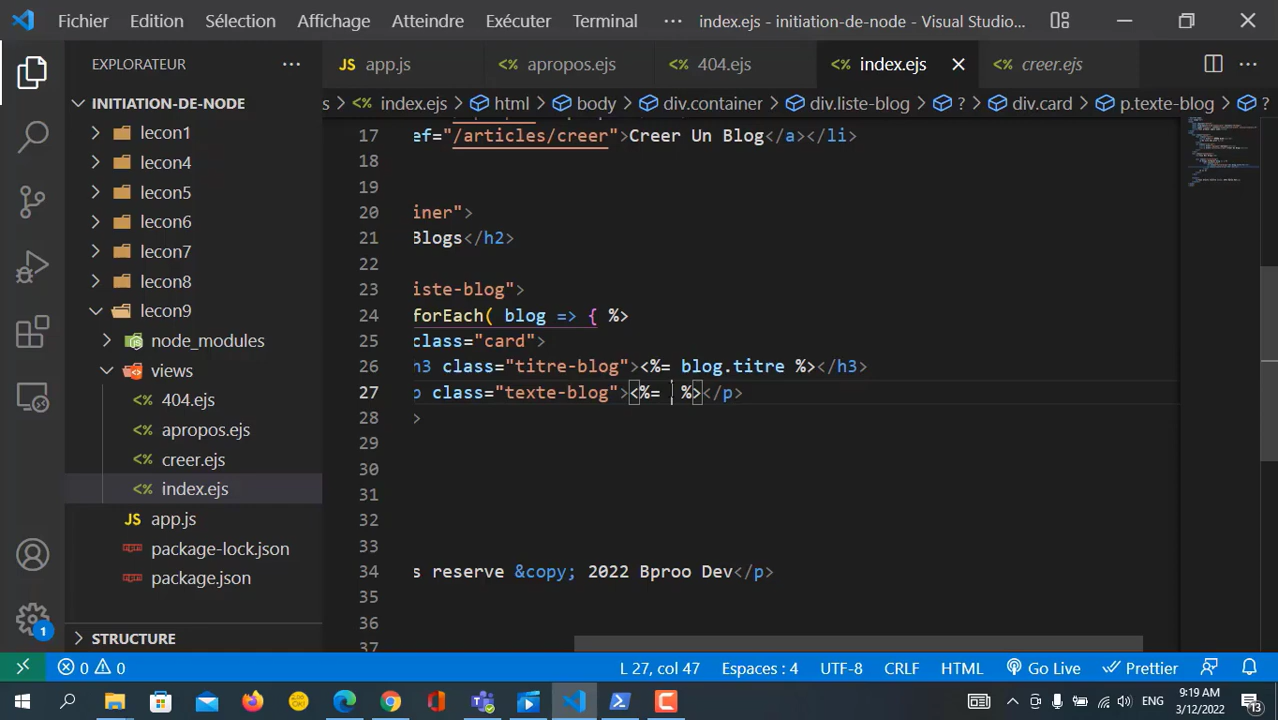 Fichier Edition Sélection Affichage Atteindre Exécuter Terminal ··· index.ejs - initiation-de-node - Visual Studio...
EXPLORATEUR ···
JS app.js <% apropos.ejs <% 404.ejs <% index.ejs <% creer.ejs ···
s > <% index.ejs > html > body > div.container > div.liste-blog > ? > div.card > p.texte-blog > ?
INITIATION-DE-NODE
lecon1
lecon4
lecon5
lecon6
lecon7
lecon8
lecon9
node_modules
views
<% 404.ejs
<% apropos.ejs
<% creer.ejs
<% index.ejs
JS app.js
package-lock.json
package.json
STRUCTURE
17 ef="/articles/creer">Creer Un Blog</a></li>
18
19
20 iner">
21 Blogs</h2>
22
23 iste-blog">
24 forEach( blog => { %>
25 class="card">
26 h3 class="titre-blog"><%= blog.titre %></h3>
27 p class="texte-blog"><%=  %></p>
28 >
29
30
31
32
33
34 s reserve &copy; 2022 Bproo Dev</p>
35
36
37
1
0 0 L 27, col 47 Espaces : 4 UTF-8 CRLF HTML Go Live Prettier
ENG 9:19 AM 3/12/2022 13